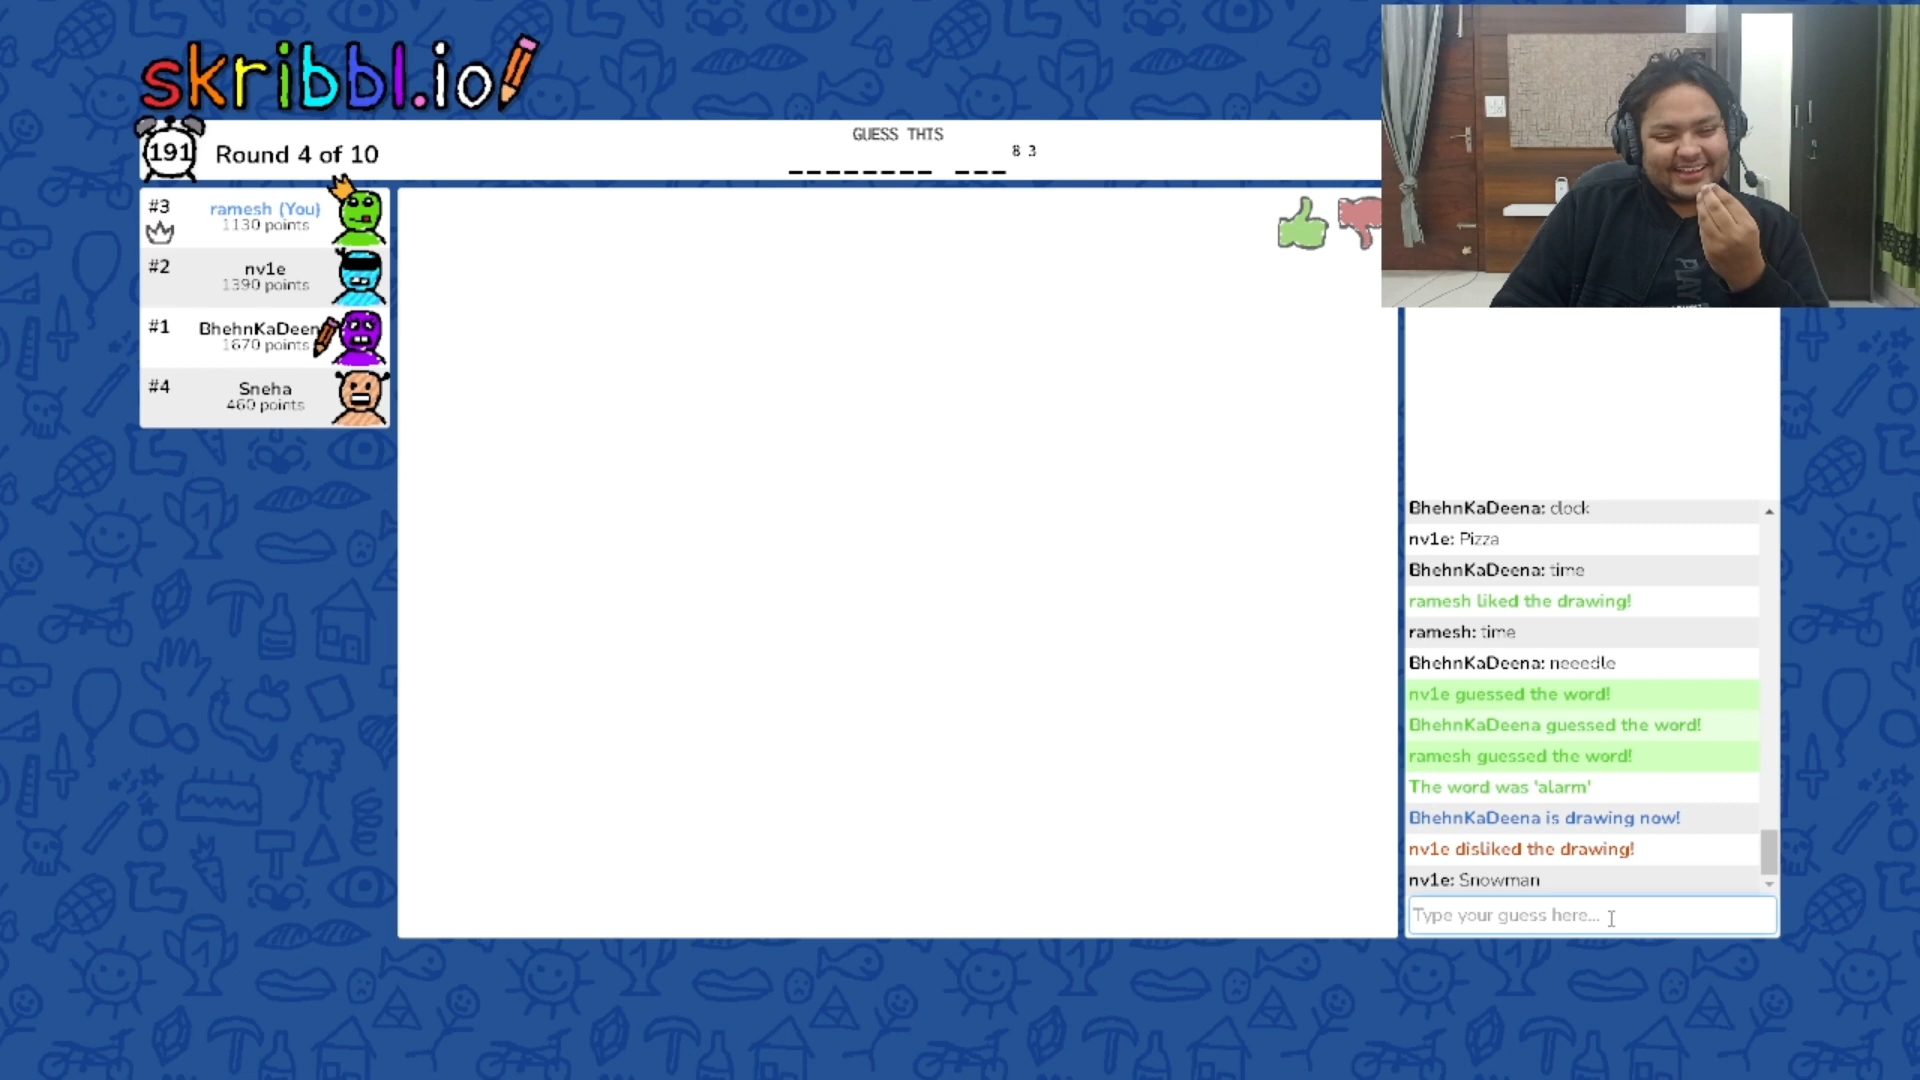 skribbl.io
191
Round 4 of 10
GUESS THIS
________ ___ 8 3
#3
ramesh (You)
1130 points
#2
nv1e
1390 points
#1
BhehnKaDeen
1670 points
#4
Sneha
460 points
BhehnKaDeena: clock
nv1e: Pizza
BhehnKaDeena: time
ramesh liked the drawing!
ramesh: time
BhehnKaDeena: neeedle
nv1e guessed the word!
BhehnKaDeena guessed the word!
ramesh guessed the word!
The word was 'alarm'
BhehnKaDeena is drawing now!
nv1e disliked the drawing!
nv1e: Snowman
Type your guess here...